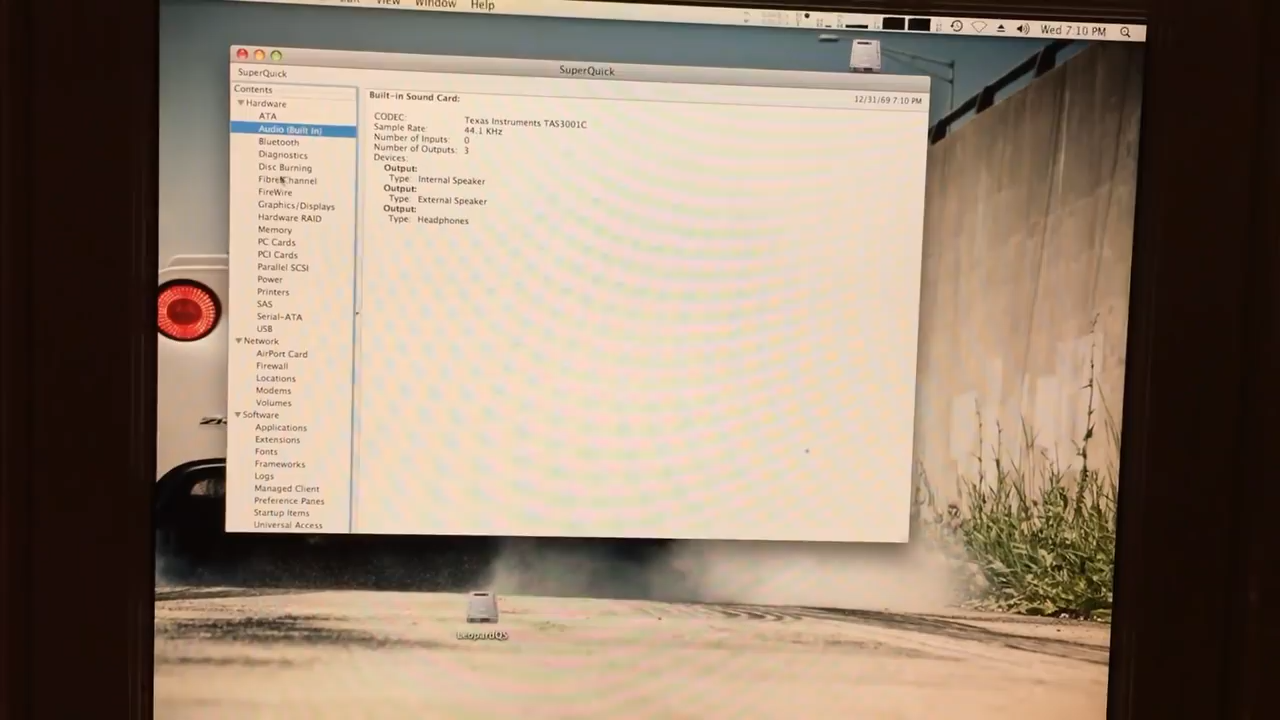 View Window Help
Wed 7:10 PM
SuperQuick
SuperQuick
12/31/69 7:10 PM
Contents
Hardware
ATA
Audio (Built In)
Bluetooth
Diagnostics
Disc Burning
Fibre Channel
FireWire
Graphics/Displays
Hardware RAID
Memory
PC Cards
PCI Cards
Parallel SCSI
Power
Printers
SAS
Serial-ATA
USB
Network
AirPort Card
Firewall
Locations
Modems
Volumes
Software
Applications
Extensions
Fonts
Frameworks
Logs
Managed Client
Preference Panes
Startup Items
Universal Access
Built-in Sound Card:
CODEC: Texas Instruments TAS3001C
Sample Rate: 44.1 KHz
Number of Inputs: 0
Number of Outputs: 3
Devices:
Output:
Type: Internal Speaker
Output:
Type: External Speaker
Output:
Type: Headphones
LeopardQS